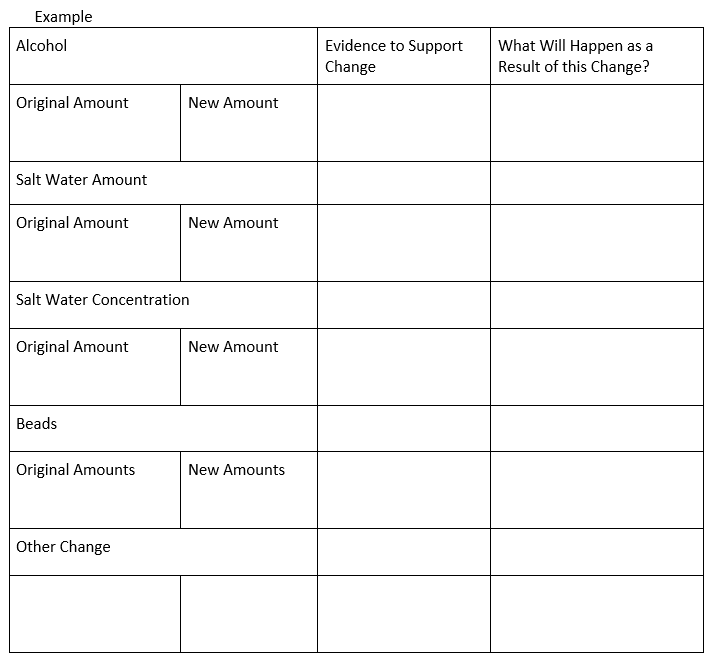 Example
Alcohol
Evidence to Support
Change
What Will Happen as a
Result of this Change?
Original Amount
New Amount
Salt Water Amount
Original Amount
New Amount
Salt Water Concentration
Original Amount
New Amount
Beads
Original Amounts
New Amounts
Other Change